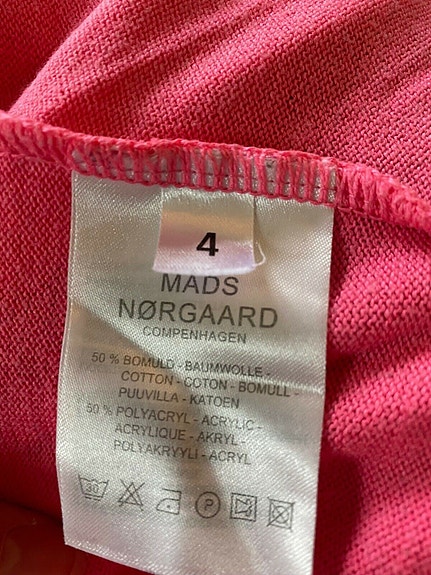 4
MADS
NØRGAARD
COMPENHAGEN
50 % BOMULD - BAUMWOLLE -
COTTON - COTON - BOMULL -
PUUVILLA - KATOEN
50 % POLYACRYL - ACRYLIC -
ACRYLIQUE - AKRYL -
POLYAKRYYLI - ACRYL
30
P